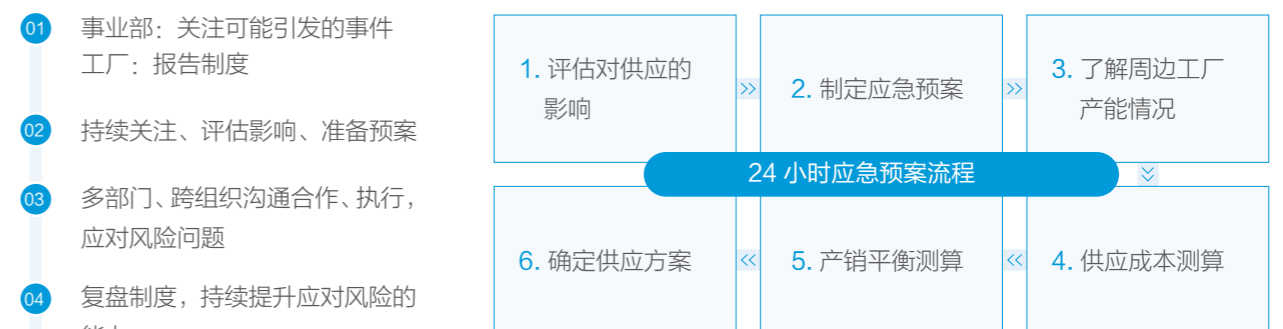 01
事业部：关注可能引发的事件
工厂：报告制度
02
持续关注、评估影响、准备预案
03
多部门、跨组织沟通合作、执行，
应对风险问题
04
复盘制度，持续提升应对风险的
1. 评估对供应的
影响
2. 制定应急预案
3. 了解周边工厂
产能情况
24 小时应急预案流程
6. 确定供应方案
5. 产销平衡测算
4. 供应成本测算